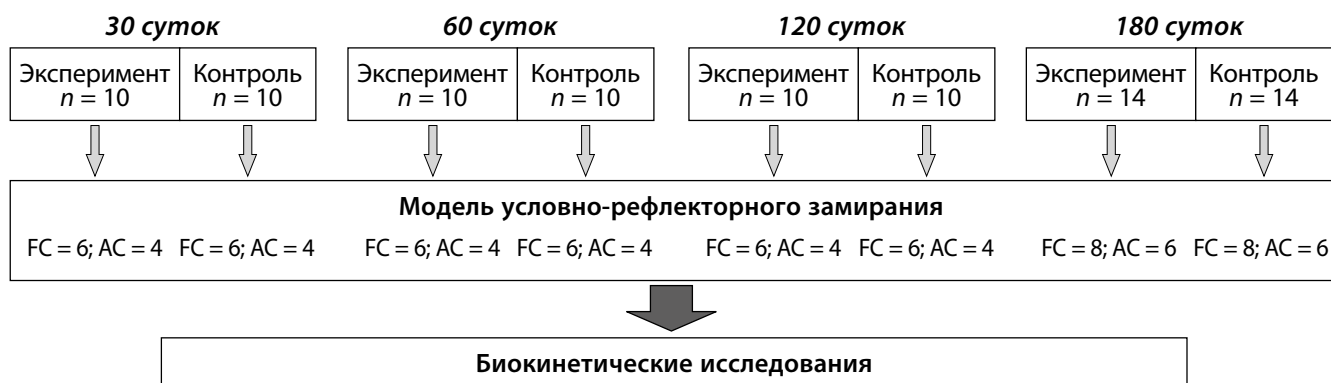 30 суток 60 суток 120 суток 180 суток
Эксперимент Контроль Эксперимент Контроль Эксперимент Контроль Эксперимент Контроль
n = 10 n = 10 n = 10 n = 10 n = 10 n = 10 n = 14 n = 14
Модель условно-рефлекторного замирания
FC = 6; AC = 4 FC = 6; AC = 4 FC = 6; AC = 4 FC = 6; AC = 4 FC = 6; AC = 4 FC = 6; AC = 4 FC = 8; AC = 6 FC = 8; AC = 6
Биокинетические исследования